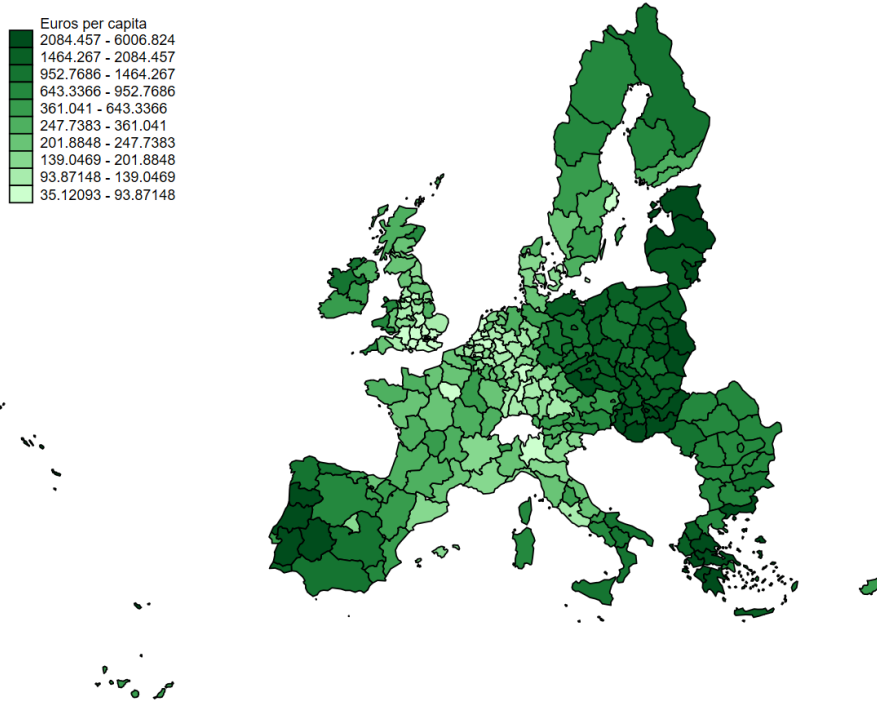 Euros per capita
2084.457 - 6006.824
1464.267 - 2084.457
952.7686 - 1464.267
643.3366 - 952.7686
361.041 - 643.3366
247.7383 - 361.041
201.8848 - 247.7383
139.0469 - 201.8848
93.87148 - 139.0469
35.12093 - 93.87148